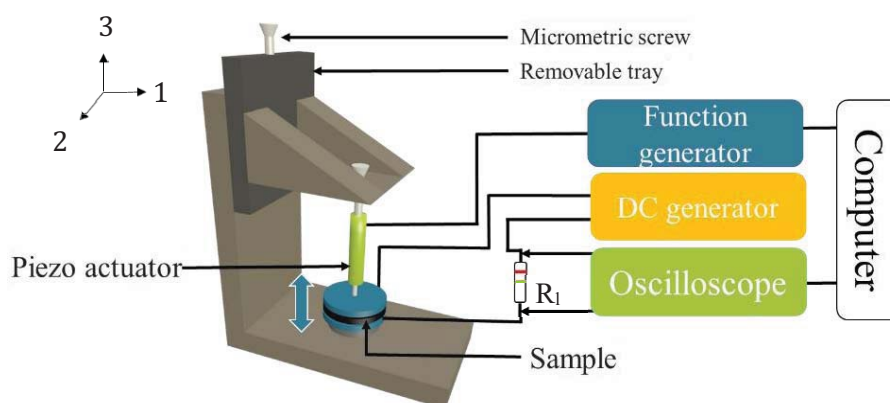 3
1
2
Micrometric screw
Removable tray
Function
generator
DC generator
Oscilloscope
Computer
Piezo actuator
R₁
Sample